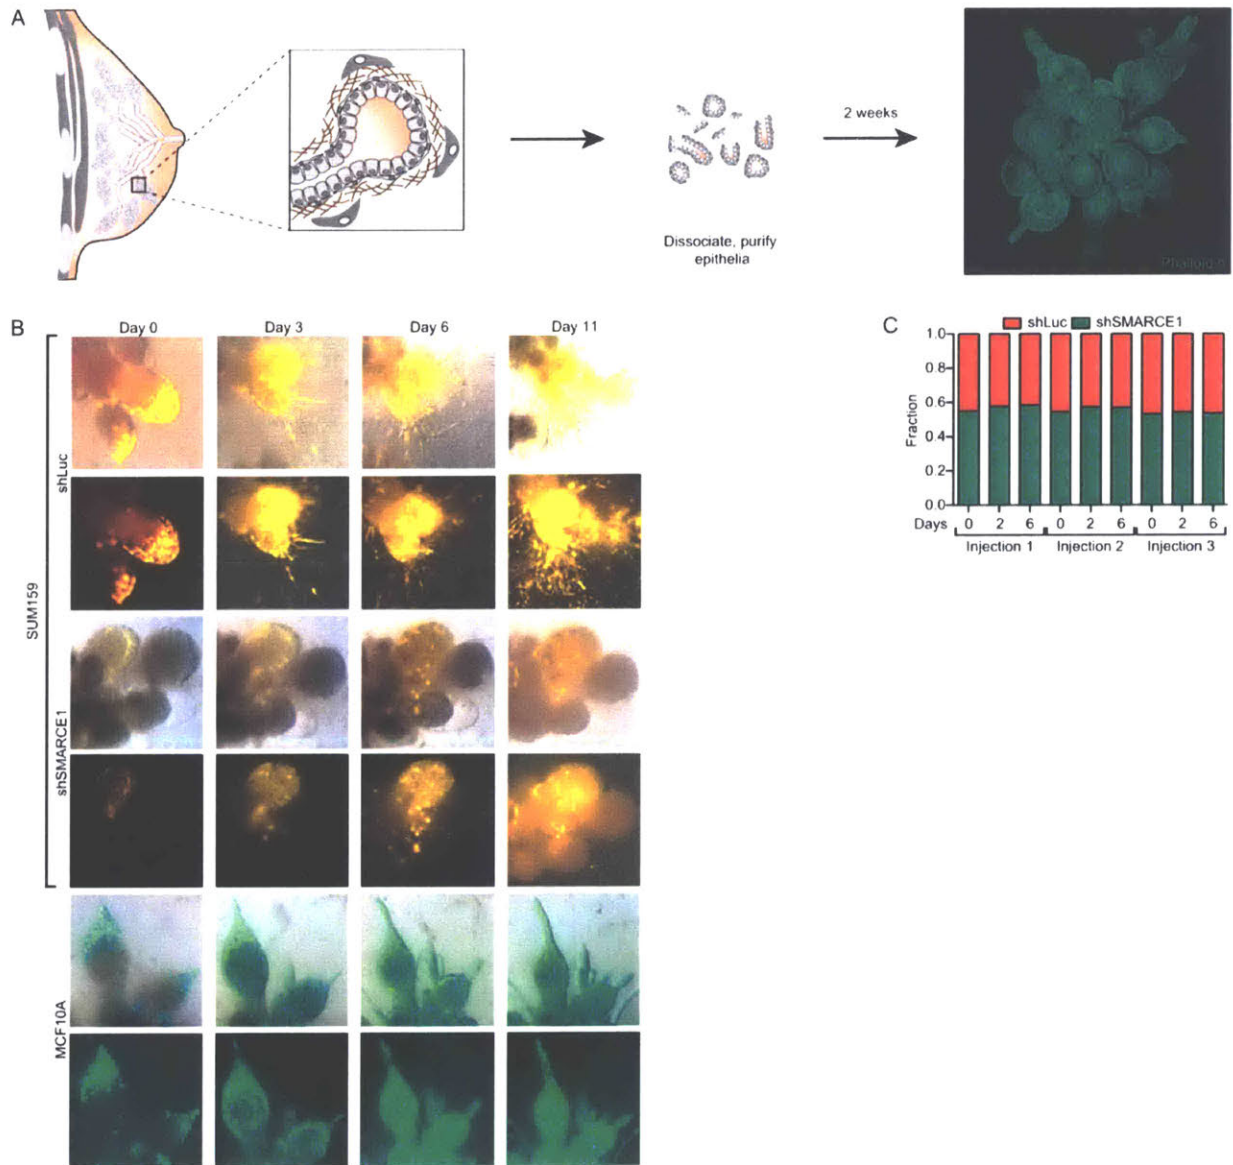 A
2 weeks
Dissociate, purify
epithelia
Phalloidin
B
Day 0 Day 3 Day 6 Day 11
shLuc
SUM159
shSMARCE1
MCF10A
C
shLuc shSMARCE1
Fraction
1.0
0.8
0.6
0.4
0.2
0.0
Days 0 2 6 0 2 6 0 2 6
Injection 1 Injection 2 Injection 3